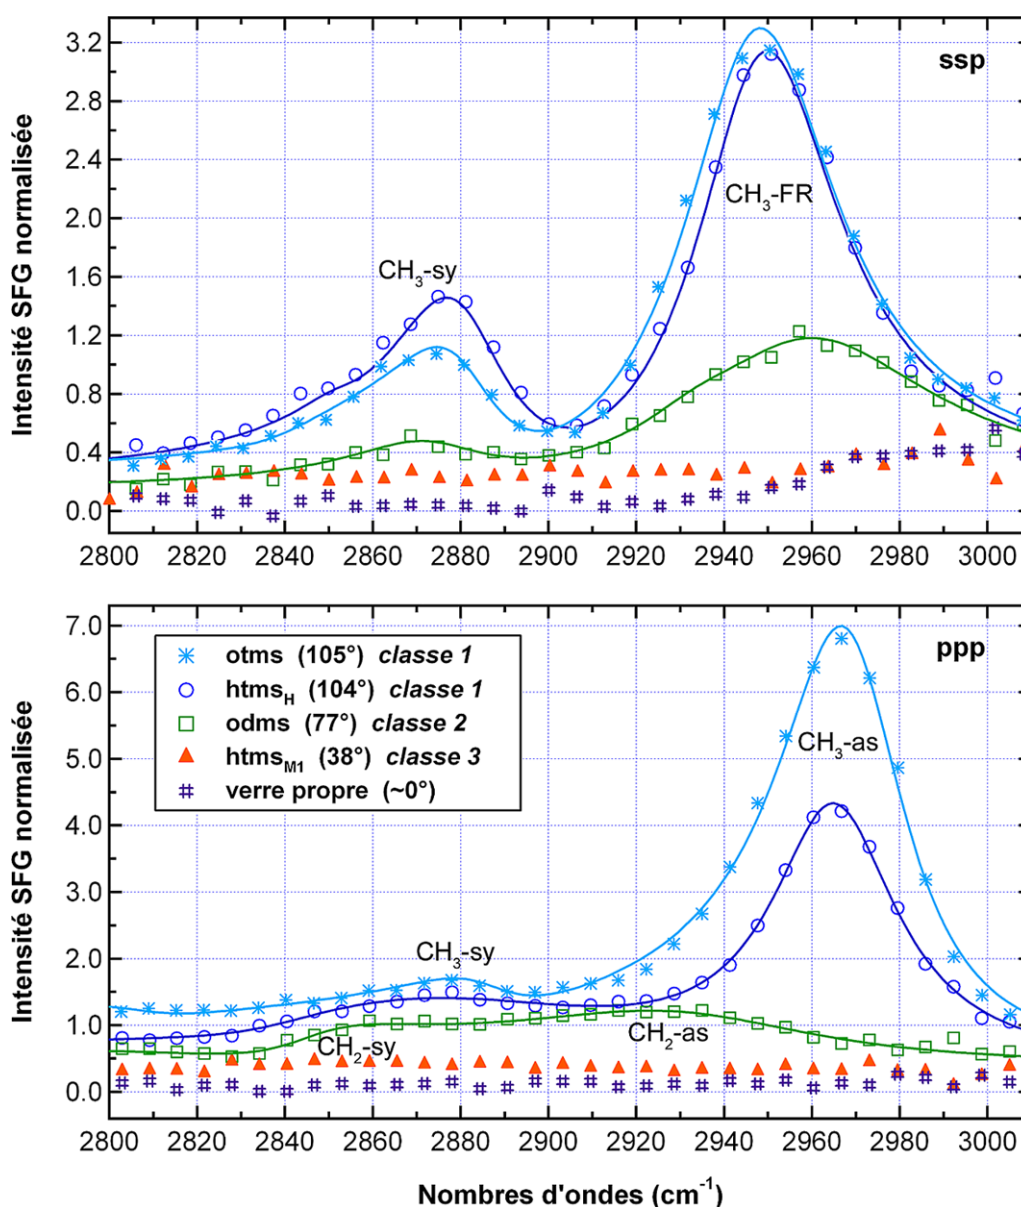 Intensité SFG normalisée
3.2
2.8
2.4
2.0
1.6
1.2
0.8
0.4
0.0
ssp
CH3-FR
CH3-sy
2800 2820 2840 2860 2880 2900 2920 2940 2960 2980 3000
Intensité SFG normalisée
7.0
6.0
5.0
4.0
3.0
2.0
1.0
0.0
ppp
otms (105°) classe 1
htmsH (104°) classe 1
odms (77°) classe 2
htmsM1 (38°) classe 3
verre propre (~0°)
CH3-as
CH3-sy
CH2-sy
CH2-as
2800 2820 2840 2860 2880 2900 2920 2940 2960 2980 3000
Nombres d'ondes (cm-1)